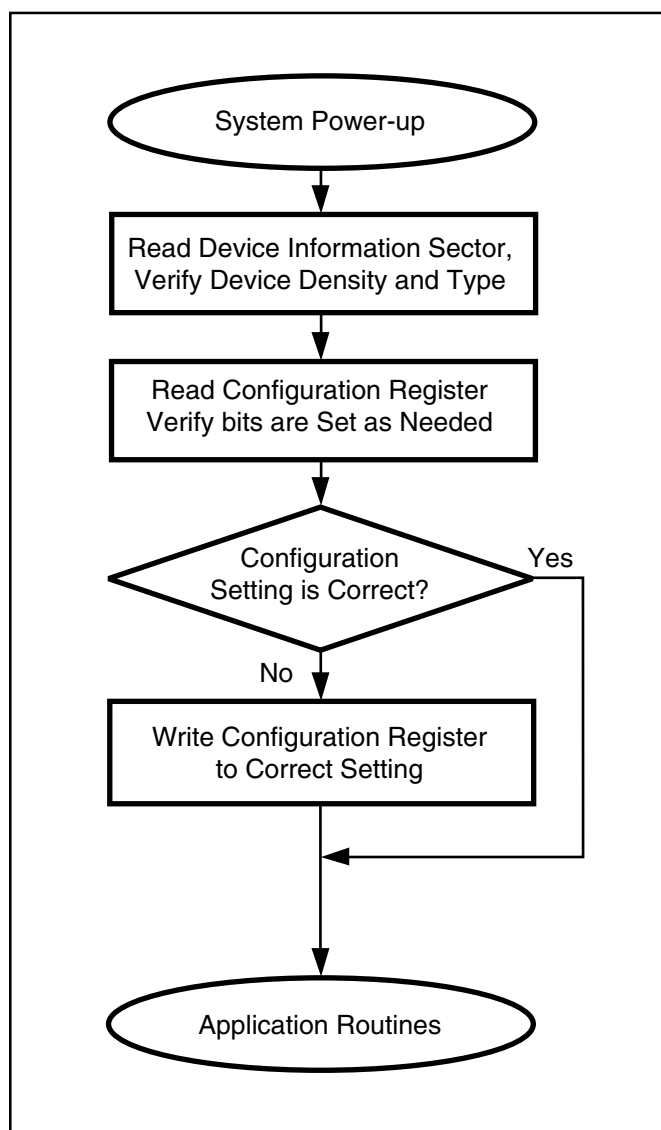 System Power-up
Read Device Information Sector,
Verify Device Density and Type
Read Configuration Register
Verify bits are Set as Needed
Configuration
Setting is Correct?
Yes
No
Write Configuration Register
to Correct Setting
Application Routines